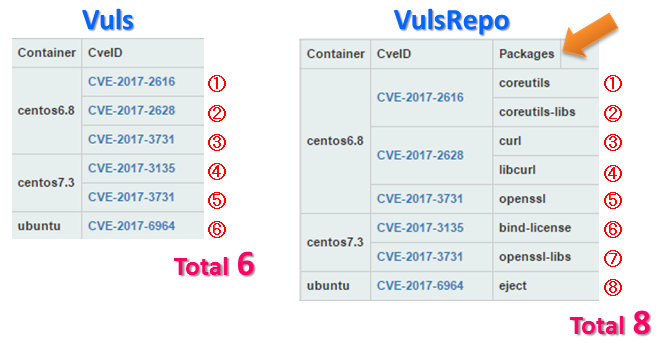 Vuls
Container CveID
centos6.8 CVE-2017-2616 ①
CVE-2017-2628 ②
CVE-2017-3731 ③
centos7.3 CVE-2017-3135 ④
CVE-2017-3731 ⑤
ubuntu CVE-2017-6964 ⑥
Total 6
VulsRepo
Container CveID Packages
centos6.8 CVE-2017-2616 coreutils ①
coreutils-libs ②
CVE-2017-2628 curl ③
libcurl ④
CVE-2017-3731 openssl ⑤
centos7.3 CVE-2017-3135 bind-license ⑥
CVE-2017-3731 openssl-libs ⑦
ubuntu CVE-2017-6964 eject ⑧
Total 8